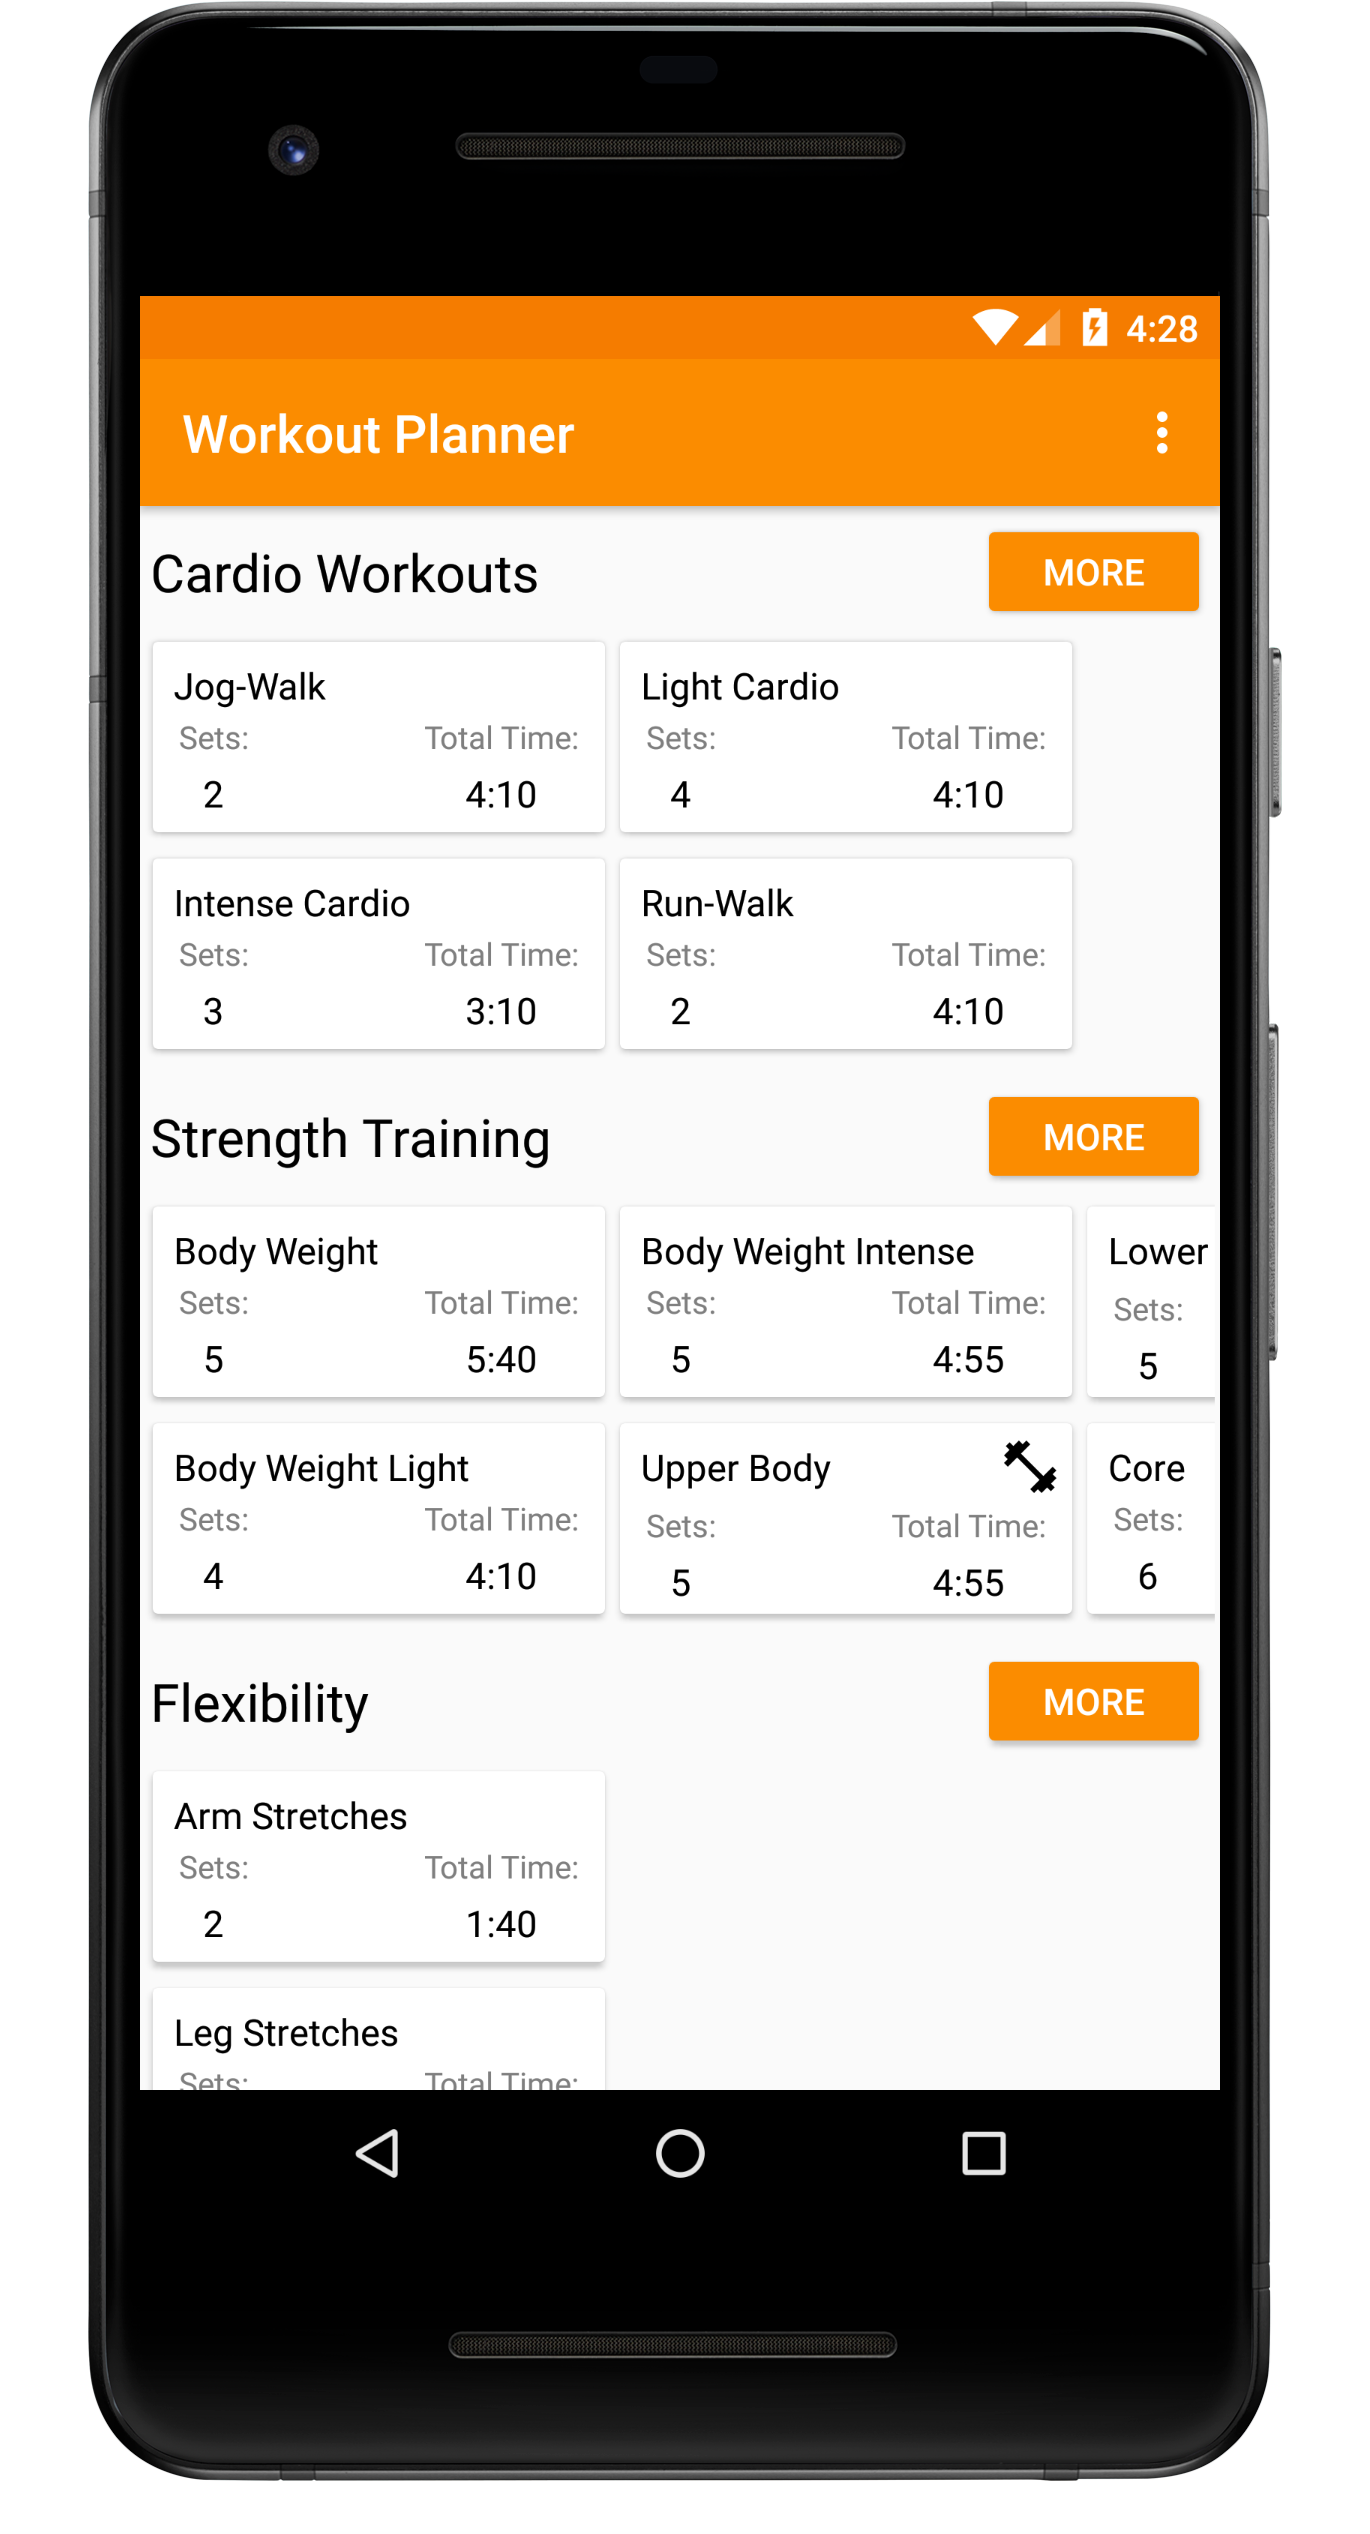 4:28
Workout Planner
Cardio Workouts MORE
Jog-Walk Light Cardio
Sets: Total Time: Sets: Total Time:
2 4:10 4 4:10
Intense Cardio Run-Walk
Sets: Total Time: Sets: Total Time:
3 3:10 2 4:10
Strength Training MORE
Body Weight Body Weight Intense Lower
Sets: Total Time: Sets: Total Time: Sets:
5 5:40 5 4:55 5
Body Weight Light Upper Body Core
Sets: Total Time: Sets: Total Time: Sets:
4 4:10 5 4:55 6
Flexibility MORE
Arm Stretches
Sets: Total Time:
2 1:40
Leg Stretches
Sets: Total Time: